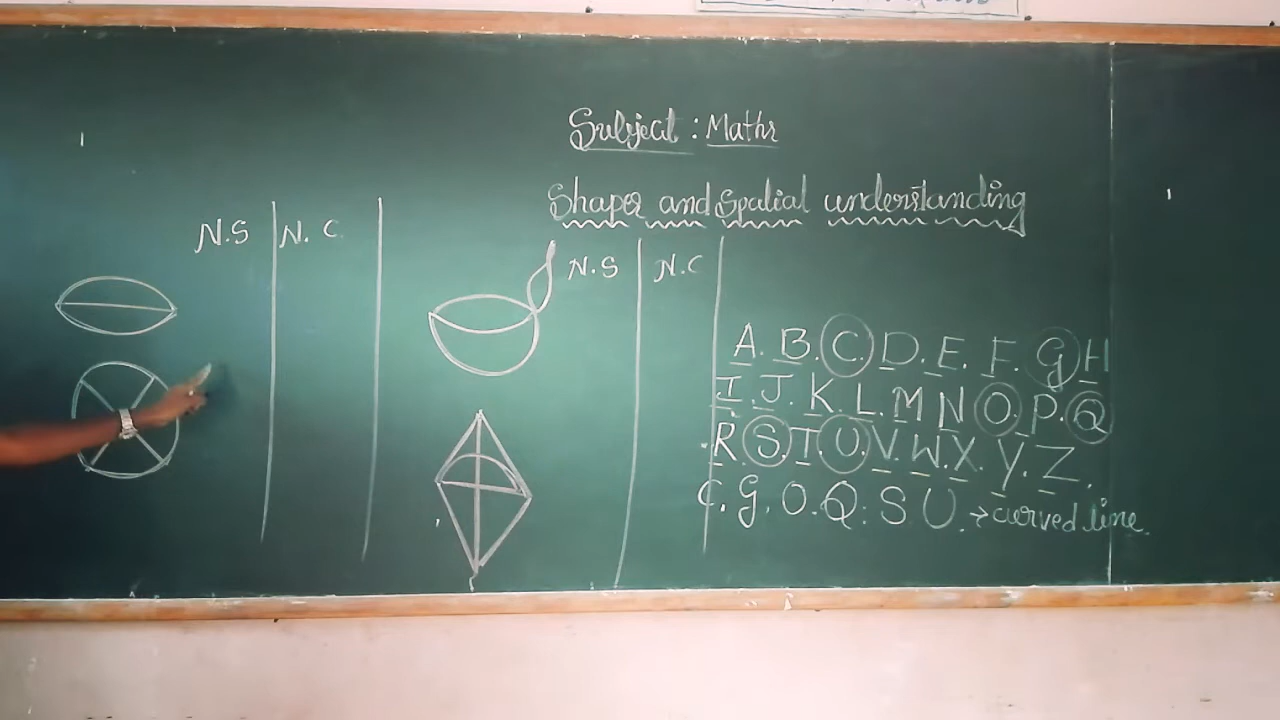 Subject : Maths
Shapes and Spatial understanding
N.S N. C
N.S N.C
A. B. C. D. E. F. G H
I. J. K. L. M N O. P. Q
R. S. T. U. V. W. X. Y. Z.
C. G. O. Q. S U. → curved line.